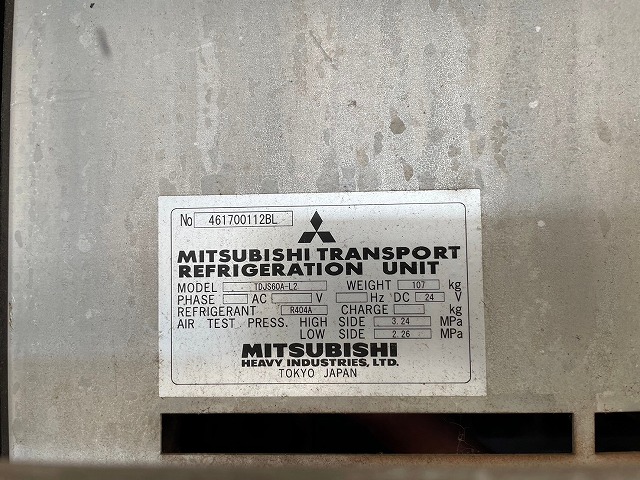 No 461700112BL
MITSUBISHI TRANSPORT
REFRIGERATION UNIT
MODEL TDJS60A-L2 WEIGHT 107 kg
PHASE AC V Hz DC 24 V
REFRIGERANT R404A CHARGE kg
AIR TEST PRESS. HIGH SIDE 3.24 MPa
LOW SIDE 2.26 MPa
MITSUBISHI
HEAVY INDUSTRIES, LTD.
TOKYO JAPAN